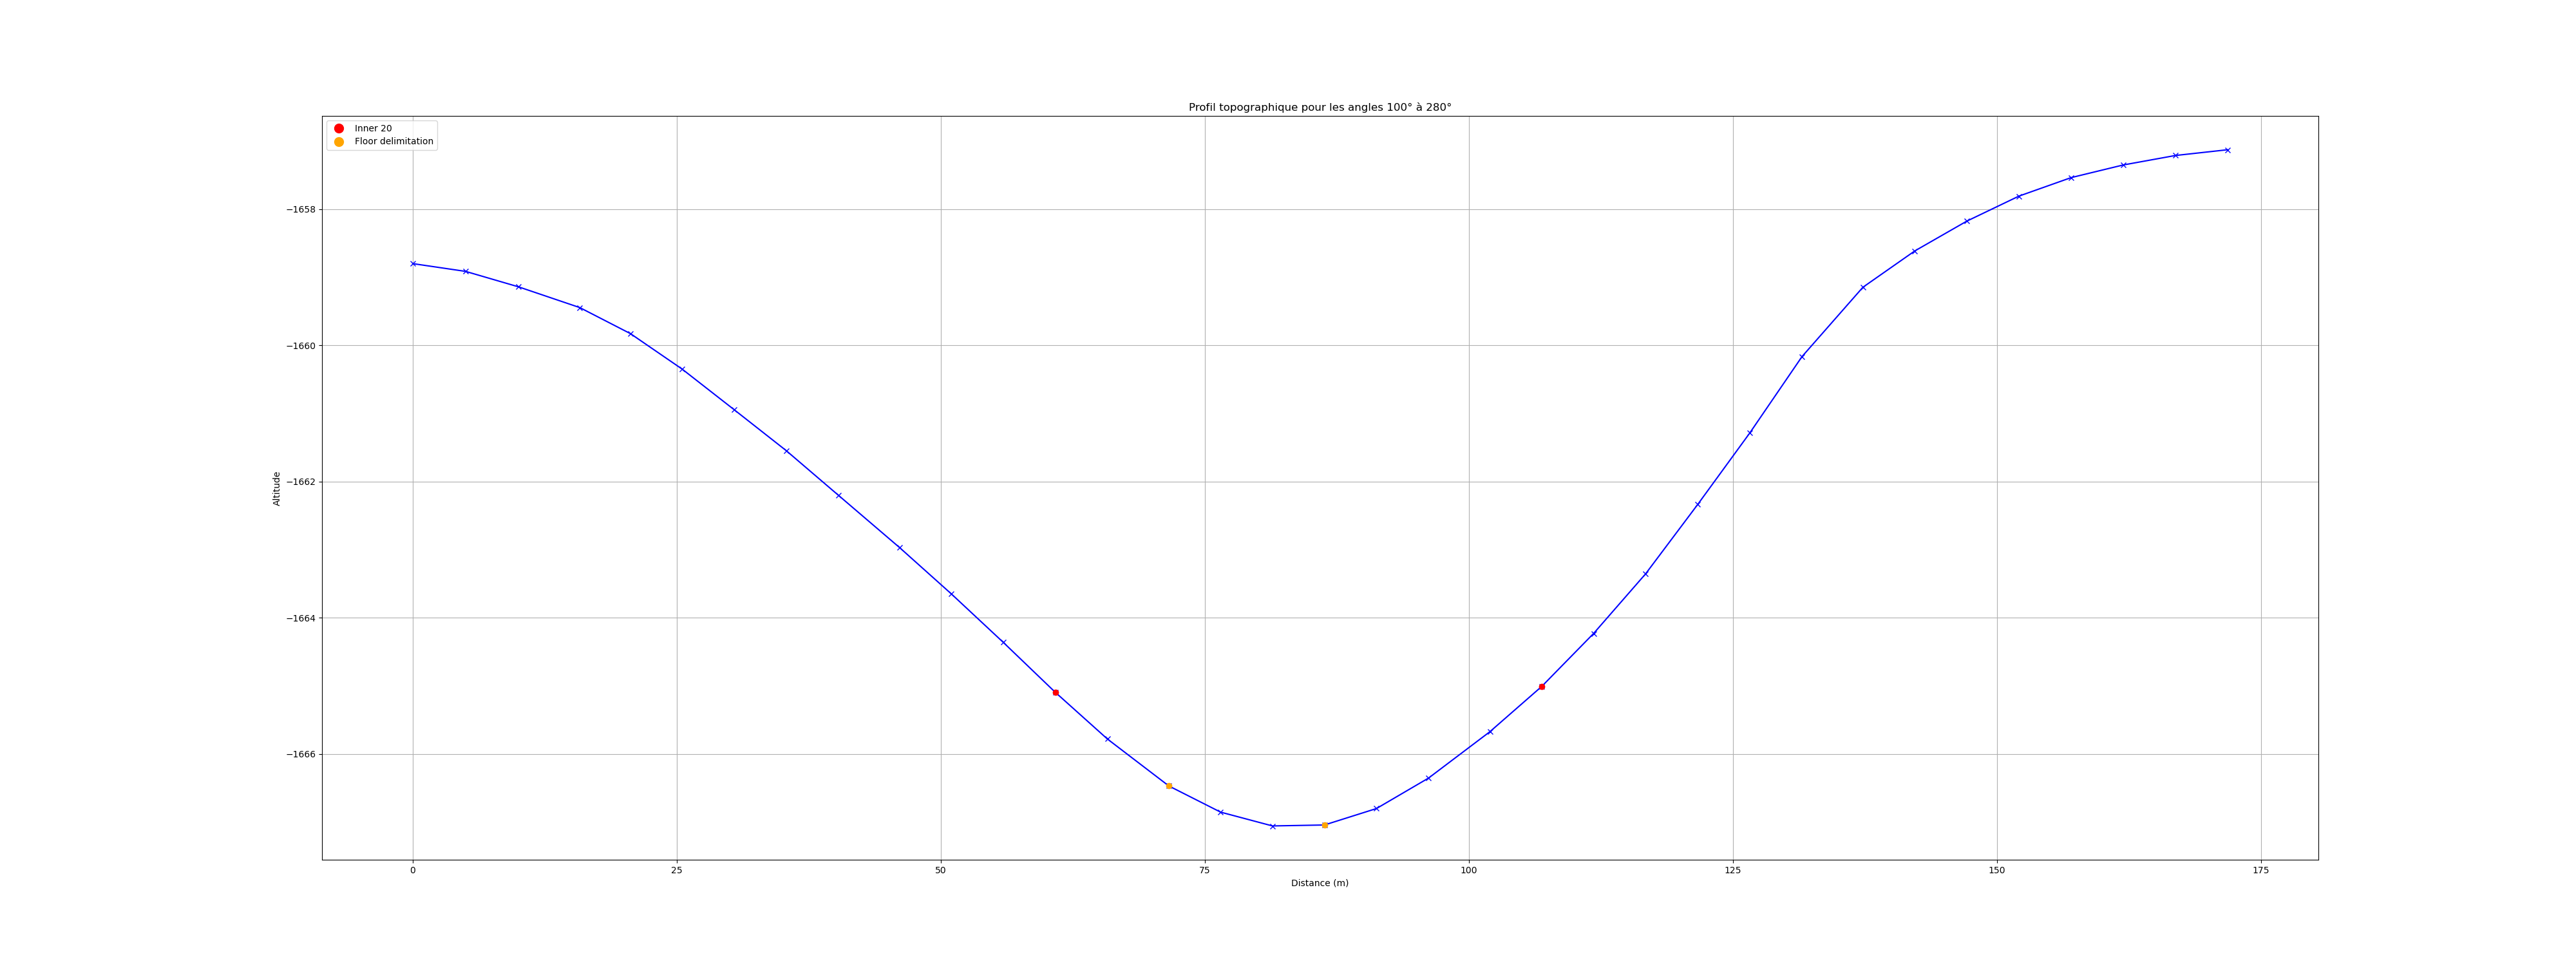 Profil topographique pour les angles 100° à 280°
Inner 20
Floor delimitation
Altitude
−1658
−1660
−1662
−1664
−1666
0 25 50 75 100 125 150 175
Distance (m)